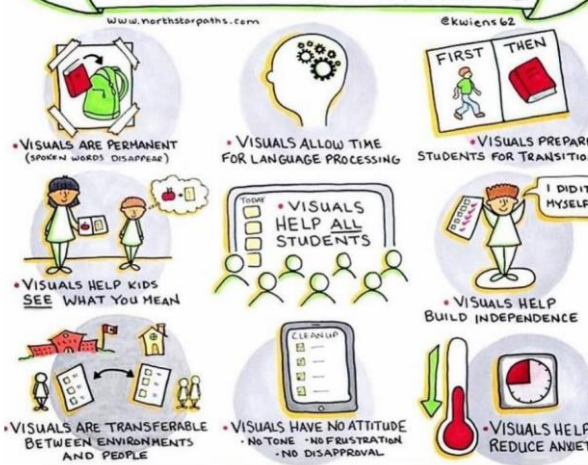 www.northstarpaths.com
@kwiens62
FIRST
THEN
• VISUALS ARE PERMANENT
(SPOKEN WORDS DISAPPEAR)
• VISUALS ALLOW TIME
FOR LANGUAGE PROCESSING
• VISUALS PREPARE
STUDENTS FOR TRANSITIO
• VISUALS HELP KIDS
SEE WHAT YOU MEAN
TODAY
• VISUALS
HELP ALL
STUDENTS
I DID IT
MYSELF
• VISUALS HELP
BUILD INDEPENDENCE
• VISUALS ARE TRANSFERABLE
BETWEEN ENVIRONMENTS
AND PEOPLE
CLEAN UP
• VISUALS HAVE NO ATTITUDE
• NO TONE • NO FRUSTRATION
• NO DISAPPROVAL
• VISUALS HELP
REDUCE ANXIET